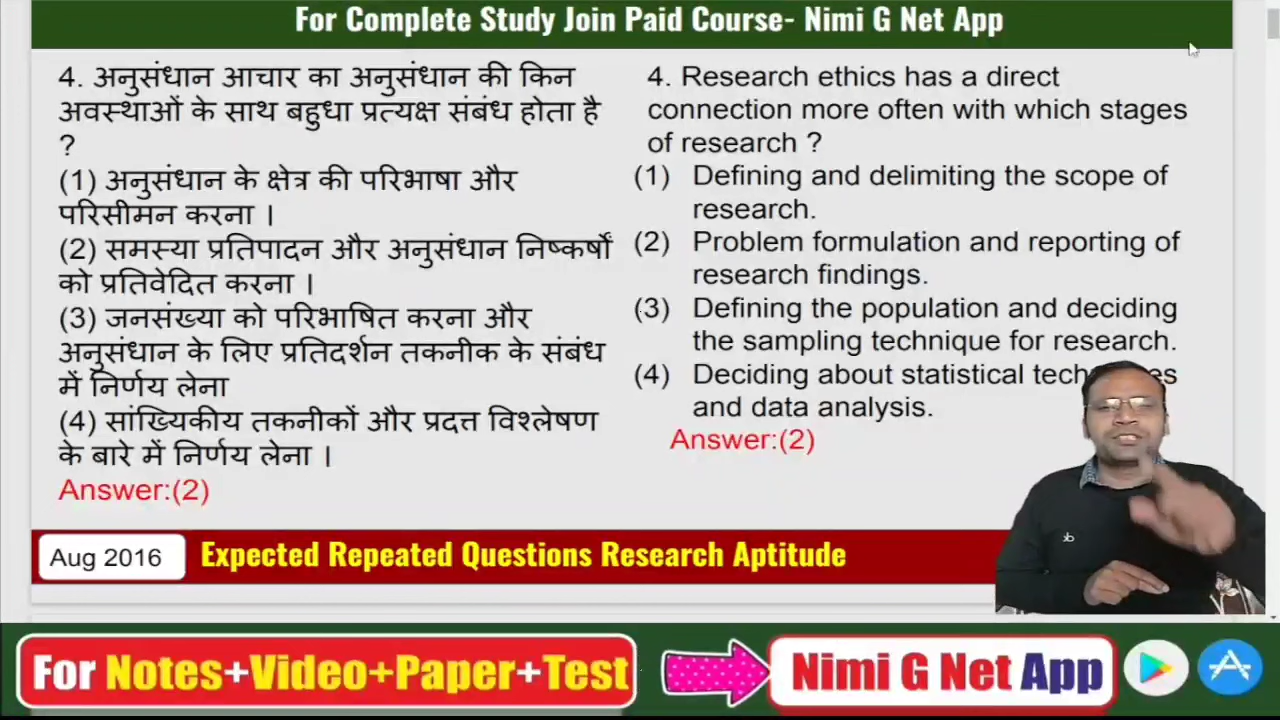 For Complete Study Join Paid Course- Nimi G Net App
4. अनुसंधान आचार का अनुसंधान की किन
अवस्थाओं के साथ बहुधा प्रत्यक्ष संबंध होता है
?
(1) अनुसंधान के क्षेत्र की परिभाषा और
परिसीमन करना ।
(2) समस्या प्रतिपादन और अनुसंधान निष्कर्षों
को प्रतिवेदित करना ।
(3) जनसंख्या को परिभाषित करना और
अनुसंधान के लिए प्रतिदर्शन तकनीक के संबंध
में निर्णय लेना
(4) सांख्यिकीय तकनीकों और प्रदत्त विश्लेषण
के बारे में निर्णय लेना ।
Answer:(2)
4. Research ethics has a direct
connection more often with which stages
of research ?
(1) Defining and delimiting the scope of
research.
(2) Problem formulation and reporting of
research findings.
(3) Defining the population and deciding
the sampling technique for research.
(4) Deciding about statistical
and data analysis.
Answer:(2)
Aug 2016 Expected Repeated Questions Research Aptitude
For Notes+Video+Paper+Test Nimi G Net App